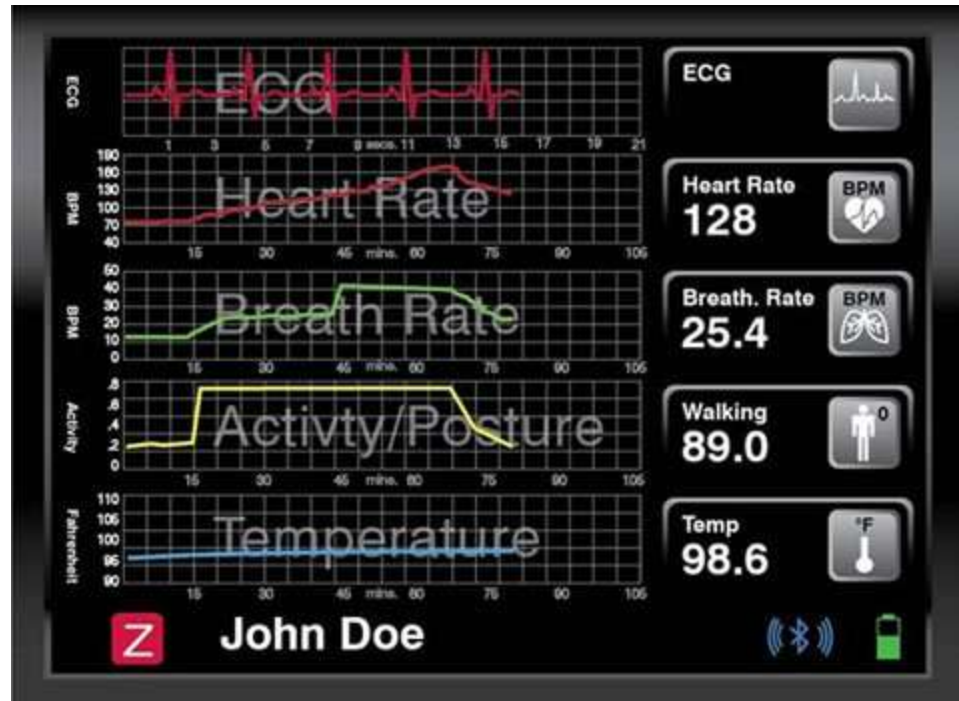 ECG
ECG
1 3 5 7 9 secs. 11 13 15 17 19 21
ECG
BPM
190
160
130
100
70
40
Heart Rate
15 30 45 mins. 60 75 90 105
Heart Rate
128
BPM
BPM
50
40
30
20
10
0
Breath Rate
15 30 45 mins. 60 75 90 105
Breath. Rate
25.4
BPM
Activity
.8
.6
.4
.2
0
Activty/Posture
15 30 45 mins. 60 75 90 105
Walking
89.0
0
Fahrenheit
110
105
100
95
90
Temperature
15 30 45 mins. 60 75 90 105
Temp
98.6
°F
Z
John Doe